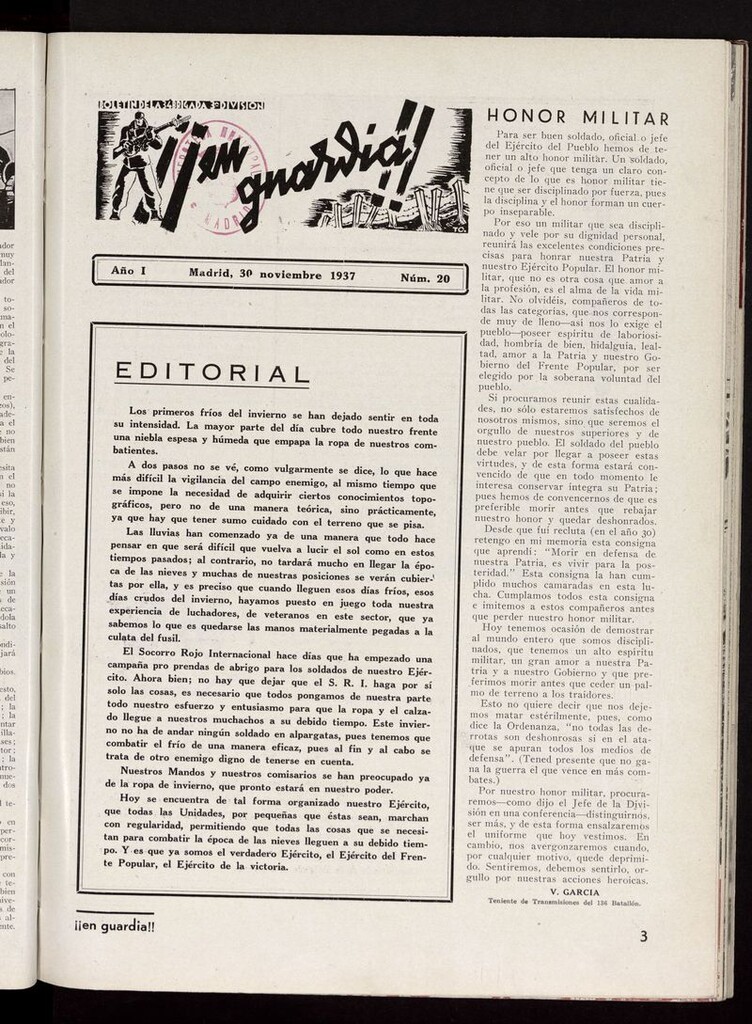 BOLETIN DE LA 34 BRIGADA 3ª DIVISION
¡¡en guardia!!
TO.
Año I Madrid, 30 noviembre 1937 Núm. 20
EDITORIAL
Los primeros fríos del invierno se han dejado sentir en toda
su intensidad. La mayor parte del día cubre todo nuestro frente
una niebla espesa y húmeda que empapa la ropa de nuestros com-
batientes.
A dos pasos no se vé, como vulgarmente se dice, lo que hace
más difícil la vigilancia del campo enemigo, al mismo tiempo que
se impone la necesidad de adquirir ciertos conocimientos topo-
gráficos, pero no de una manera teórica, sino prácticamente,
ya que hay que tener sumo cuidado con el terreno que se pisa.
Las lluvias han comenzado ya de una manera que todo hace
pensar en que será difícil que vuelva a lucir el sol como en estos
tiempos pasados; al contrario, no tardará mucho en llegar la épo-
ca de las nieves y muchas de nuestras posiciones se verán cubier-
tas por ella, y es preciso que cuando lleguen esos días fríos, esos
días crudos del invierno, hayamos puesto en juego toda nuestra
experiencia de luchadores, de veteranos en este sector, que ya
sabemos lo que es quedarse las manos materialmente pegadas a la
culata del fusil.
El Socorro Rojo Internacional hace días que ha empezado una
campaña pro prendas de abrigo para los soldados de nuestro Ejér-
cito. Ahora bien; no hay que dejar que el S. R. I. haga por sí
solo las cosas, es necesario que todos pongamos de nuestra parte
todo nuestro esfuerzo y entusiasmo para que la ropa y el calza-
do llegue a nuestros muchachos a su debido tiempo. Este invier-
no no ha de andar ningún soldado en alpargatas, pues tenemos que
combatir el frío de una manera eficaz, pues al fin y al cabo se
trata de otro enemigo digno de tenerse en cuenta.
Nuestros Mandos y nuestros comisarios se han preocupado ya
de la ropa de invierno, que pronto estará en nuestro poder.
Hoy se encuentra de tal forma organizado nuestro Ejército,
que todas las Unidades, por pequeñas que éstas sean, marchan
con regularidad, permitiendo que todas las cosas que se necesi-
tan para combatir la época de las nieves lleguen a su debido tiem-
po. Y es que ya somos el verdadero Ejército, el Ejército del Fren-
te Popular, el Ejército de la victoria.
¡¡en guardia!!
HONOR MILITAR
Para ser buen soldado, oficial o jefe
del Ejército del Pueblo hemos de te-
ner un alto honor militar. Un soldado,
oficial o jefe que tenga un claro con-
cepto de lo que es honor militar tie-
ne que ser disciplinado por fuerza, pues
la disciplina y el honor forman un cuer-
po inseparable.
Por eso un militar que sea discipli-
nado y vele por su dignidad personal,
reunirá las excelentes condiciones pre-
cisas para honrar nuestra Patria y
nuestro Ejército Popular. El honor mi-
litar, que no es otra cosa que amor a
la profesión, es el alma de la vida mi-
litar. No olvidéis, compañeros de to-
das las categorías, que nos correspon-
de muy de lleno—así nos lo exige el
pueblo—poseer espíritu de laboriosi-
dad, hombría de bien, hidalguía, leal-
tad, amor a la Patria y nuestro Go-
bierno del Frente Popular, por ser
elegido por la soberana voluntad del
pueblo.
Si procuramos reunir estas cualida-
des, no sólo estaremos satisfechos de
nosotros mismos, sino que seremos el
orgullo de nuestros superiores y de
nuestro pueblo. El soldado del pueblo
debe velar por llegar a poseer estas
virtudes, y de esta forma estará con-
vencido de que en todo momento le
interesa conservar íntegra su Patria;
pues hemos de convencernos de que es
preferible morir antes que rebajar
nuestro honor y quedar deshonrados.
Desde que fuí recluta (en el año 30)
retengo en mi memoria esta consigna
que aprendí: "Morir en defensa de
nuestra Patria, es vivir para la pos-
teridad." Esta consigna la han cum-
plido muchos camaradas en esta lu-
cha. Cumplamos todos esta consigna
e imitemos a estos compañeros antes
que perder nuestro honor militar.
Hoy tenemos ocasión de demostrar
al mundo entero que somos discipli-
nados, que tenemos un alto espíritu
militar, un gran amor a nuestra Pa-
tria y a nuestro Gobierno y que pre-
ferimos morir antes que ceder un pal-
mo de terreno a los traidores.
Esto no quiere decir que nos deje-
mos matar estérilmente, pues, como
dice la Ordenanza, "no todas las de-
rrotas son deshonrosas si en el ata-
que se apuran todos los medios de
defensa". (Tened presente que no ga-
na la guerra el que vence en más com-
bates.)
Por nuestro honor militar, procura-
remos—como dijo el Jefe de la Divi-
sión en una conferencia—distinguirnos,
ser más, y de esta forma ensalzaremos
el uniforme que hoy vestimos. En
cambio, nos avergonzaremos cuando,
por cualquier motivo, quede deprimi-
do. Sentiremos, debemos sentirlo, or-
gullo por nuestras acciones heroicas.
V. GARCIA
Teniente de Transmisiones del 136 Batallón.
3